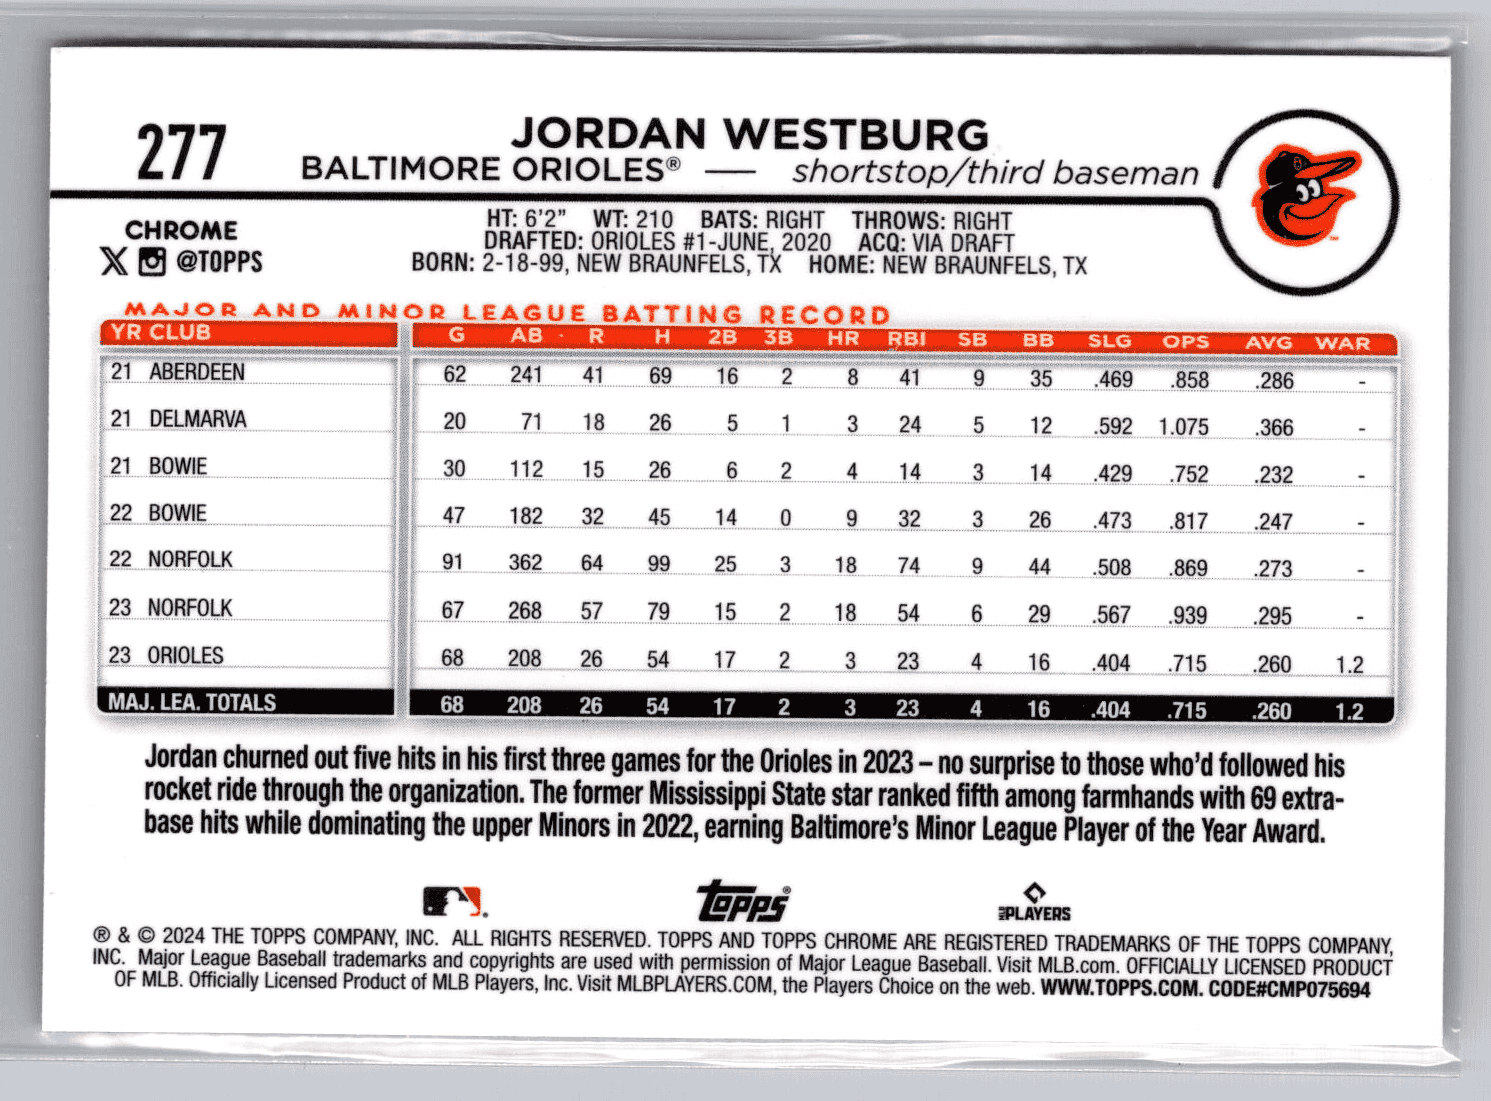 277
JORDAN WESTBURG
BALTIMORE ORIOLES® — shortstop/third baseman
CHROME
@TOPPS
HT: 6'2" WT: 210 BATS: RIGHT THROWS: RIGHT
DRAFTED: ORIOLES #1-JUNE, 2020 ACQ: VIA DRAFT
BORN: 2-18-99, NEW BRAUNFELS, TX HOME: NEW BRAUNFELS, TX
MAJOR AND MINOR LEAGUE BATTING RECORD
YR CLUB G AB R H 2B 3B HR RBI SB BB SLG OPS AVG WAR
21 ABERDEEN 62 241 41 69 16 2 8 41 9 35 .469 .858 .286 -
21 DELMARVA 20 71 18 26 5 1 3 24 5 12 .592 1.075 .366 -
21 BOWIE 30 112 15 26 6 2 4 14 3 14 .429 .752 .232 -
22 BOWIE 47 182 32 45 14 0 9 32 3 26 .473 .817 .247 -
22 NORFOLK 91 362 64 99 25 3 18 74 9 44 .508 .869 .273 -
23 NORFOLK 67 268 57 79 15 2 18 54 6 29 .567 .939 .295 -
23 ORIOLES 68 208 26 54 17 2 3 23 4 16 .404 .715 .260 1.2
MAJ. LEA. TOTALS 68 208 26 54 17 2 3 23 4 16 .404 .715 .260 1.2
Jordan churned out five hits in his first three games for the Orioles in 2023 – no surprise to those who'd followed his
rocket ride through the organization. The former Mississippi State star ranked fifth among farmhands with 69 extra-
base hits while dominating the upper Minors in 2022, earning Baltimore's Minor League Player of the Year Award.
Topps®
PLAYERS
® & © 2024 THE TOPPS COMPANY, INC. ALL RIGHTS RESERVED. TOPPS AND TOPPS CHROME ARE REGISTERED TRADEMARKS OF THE TOPPS COMPANY,
INC. Major League Baseball trademarks and copyrights are used with permission of Major League Baseball. Visit MLB.com. OFFICIALLY LICENSED PRODUCT
OF MLB. Officially Licensed Product of MLB Players, Inc. Visit MLBPLAYERS.COM, the Players Choice on the web. WWW.TOPPS.COM. CODE#CMP075694